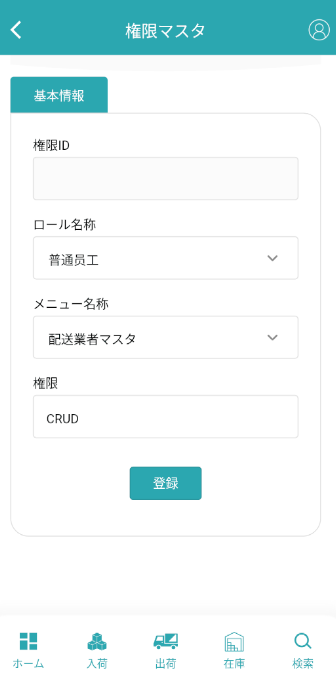 権限マスタ
基本情報
権限ID
ロール名称
普通员工
メニュー名称
配送業者マスタ
権限
CRUD
登録
ホーム
入荷
出荷
在庫
検索